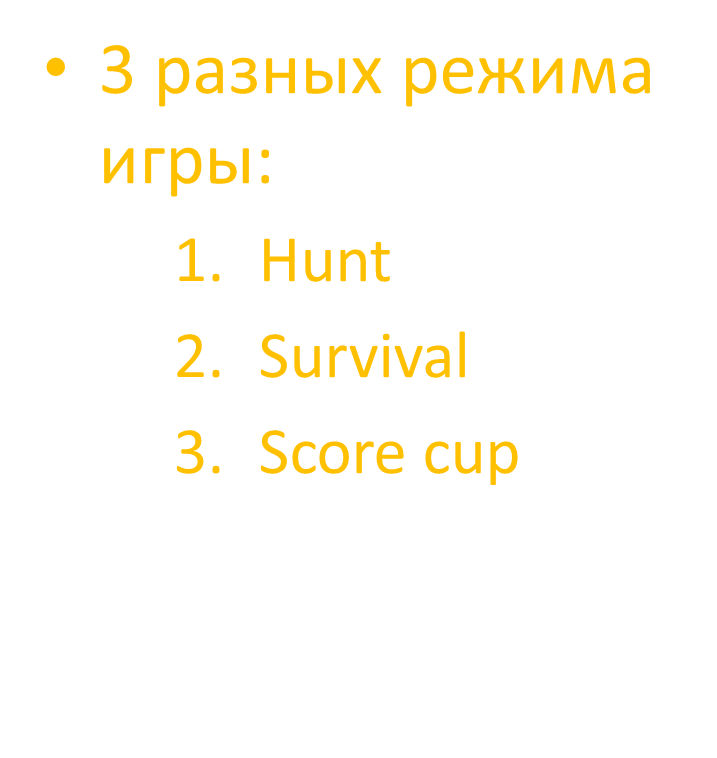 • 3 разных режима
игры:
1. Hunt
2. Survival
3. Score cup